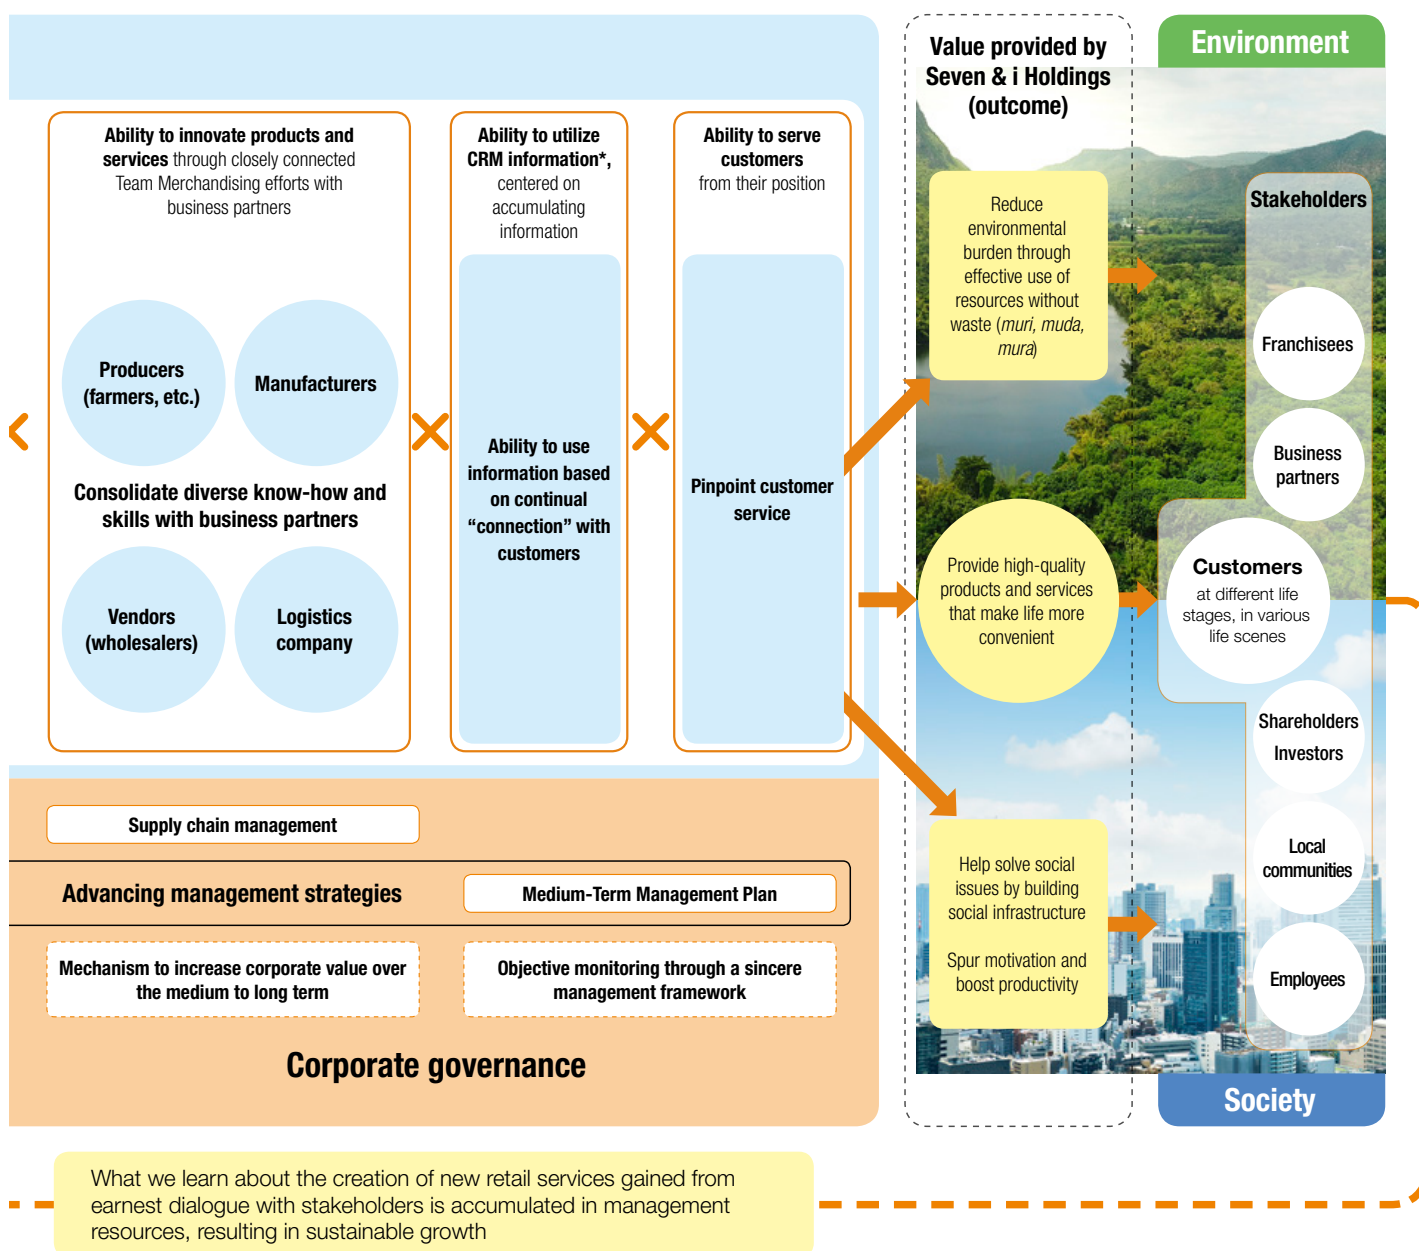 Ability to innovate products and
services through closely connected
Team Merchandising efforts with
business partners
Producers
(farmers, etc.)
Manufacturers
Consolidate diverse know-how and
skills with business partners
Vendors
(wholesalers)
Logistics
company
Ability to utilize
CRM information*,
centered on
accumulating
information
Ability to use
information based
on continual
“connection” with
customers
Ability to serve
customers
from their position
Pinpoint customer
service
Supply chain management
Advancing management strategies
Medium-Term Management Plan
Mechanism to increase corporate value over
the medium to long term
Objective monitoring through a sincere
management framework
Corporate governance
Value provided by
Seven & i Holdings
(outcome)
Reduce
environmental
burden through
effective use of
resources without
waste (muri, muda,
mura)
Provide high-quality
products and services
that make life more
convenient
Help solve social
issues by building
social infrastructure
Spur motivation and
boost productivity
Environment
Stakeholders
Franchisees
Business
partners
Customers
at different life
stages, in various
life scenes
Shareholders
Investors
Local
communities
Employees
Society
What we learn about the creation of new retail services gained from
earnest dialogue with stakeholders is accumulated in management
resources, resulting in sustainable growth